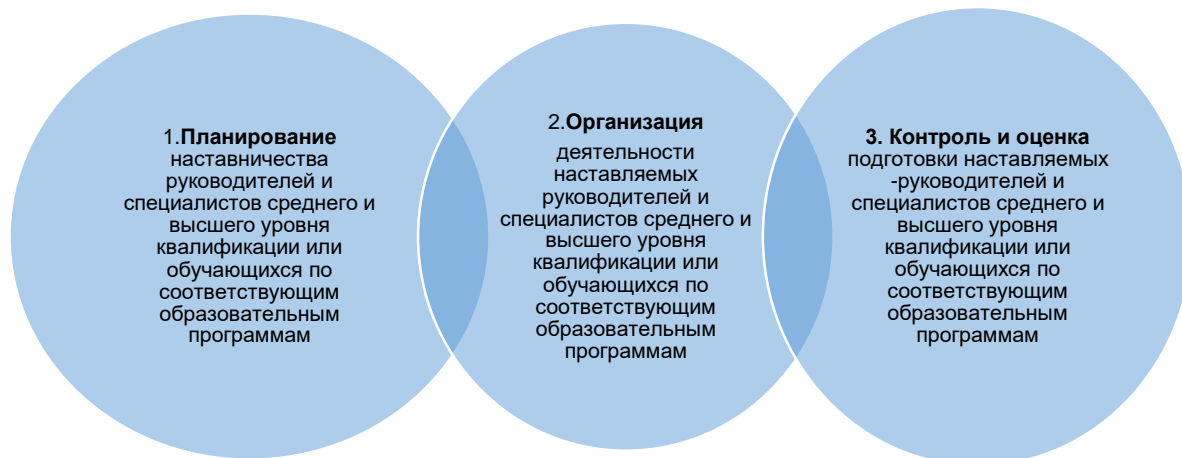 1.Планирование
наставничества
руководителей и
специалистов среднего и
высшего уровня
квалификации или
обучающихся по
соответствующим
образовательным
программам
2.Организация
деятельности
наставляемых
руководителей и
специалистов среднего и
высшего уровня
квалификации или
обучающихся по
соответствующим
образовательным
программам
3. Контроль и оценка
подготовки наставляемых
-руководителей и
специалистов среднего и
высшего уровня
квалификации или
обучающихся по
соответствующим
образовательным
программам